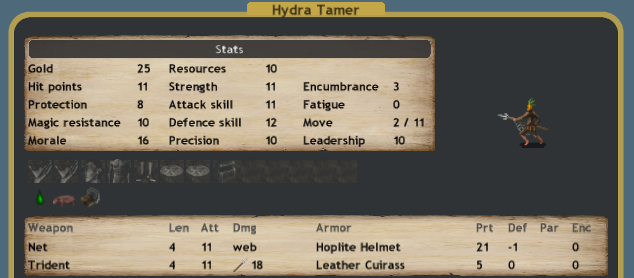 Hydra Tamer
Stats
Gold 25 Resources 10
Hit points 11 Strength 11 Encumbrance 3
Protection 8 Attack skill 11 Fatigue 0
Magic resistance 10 Defence skill 12 Move 2 / 11
Morale 16 Precision 10 Leadership 10
Weapon Len Att Dmg Armor Prt Def Par Enc
Net 4 11 web Hoplite Helmet 21 -1 0
Trident 4 11 18 Leather Cuirass 5 0 0